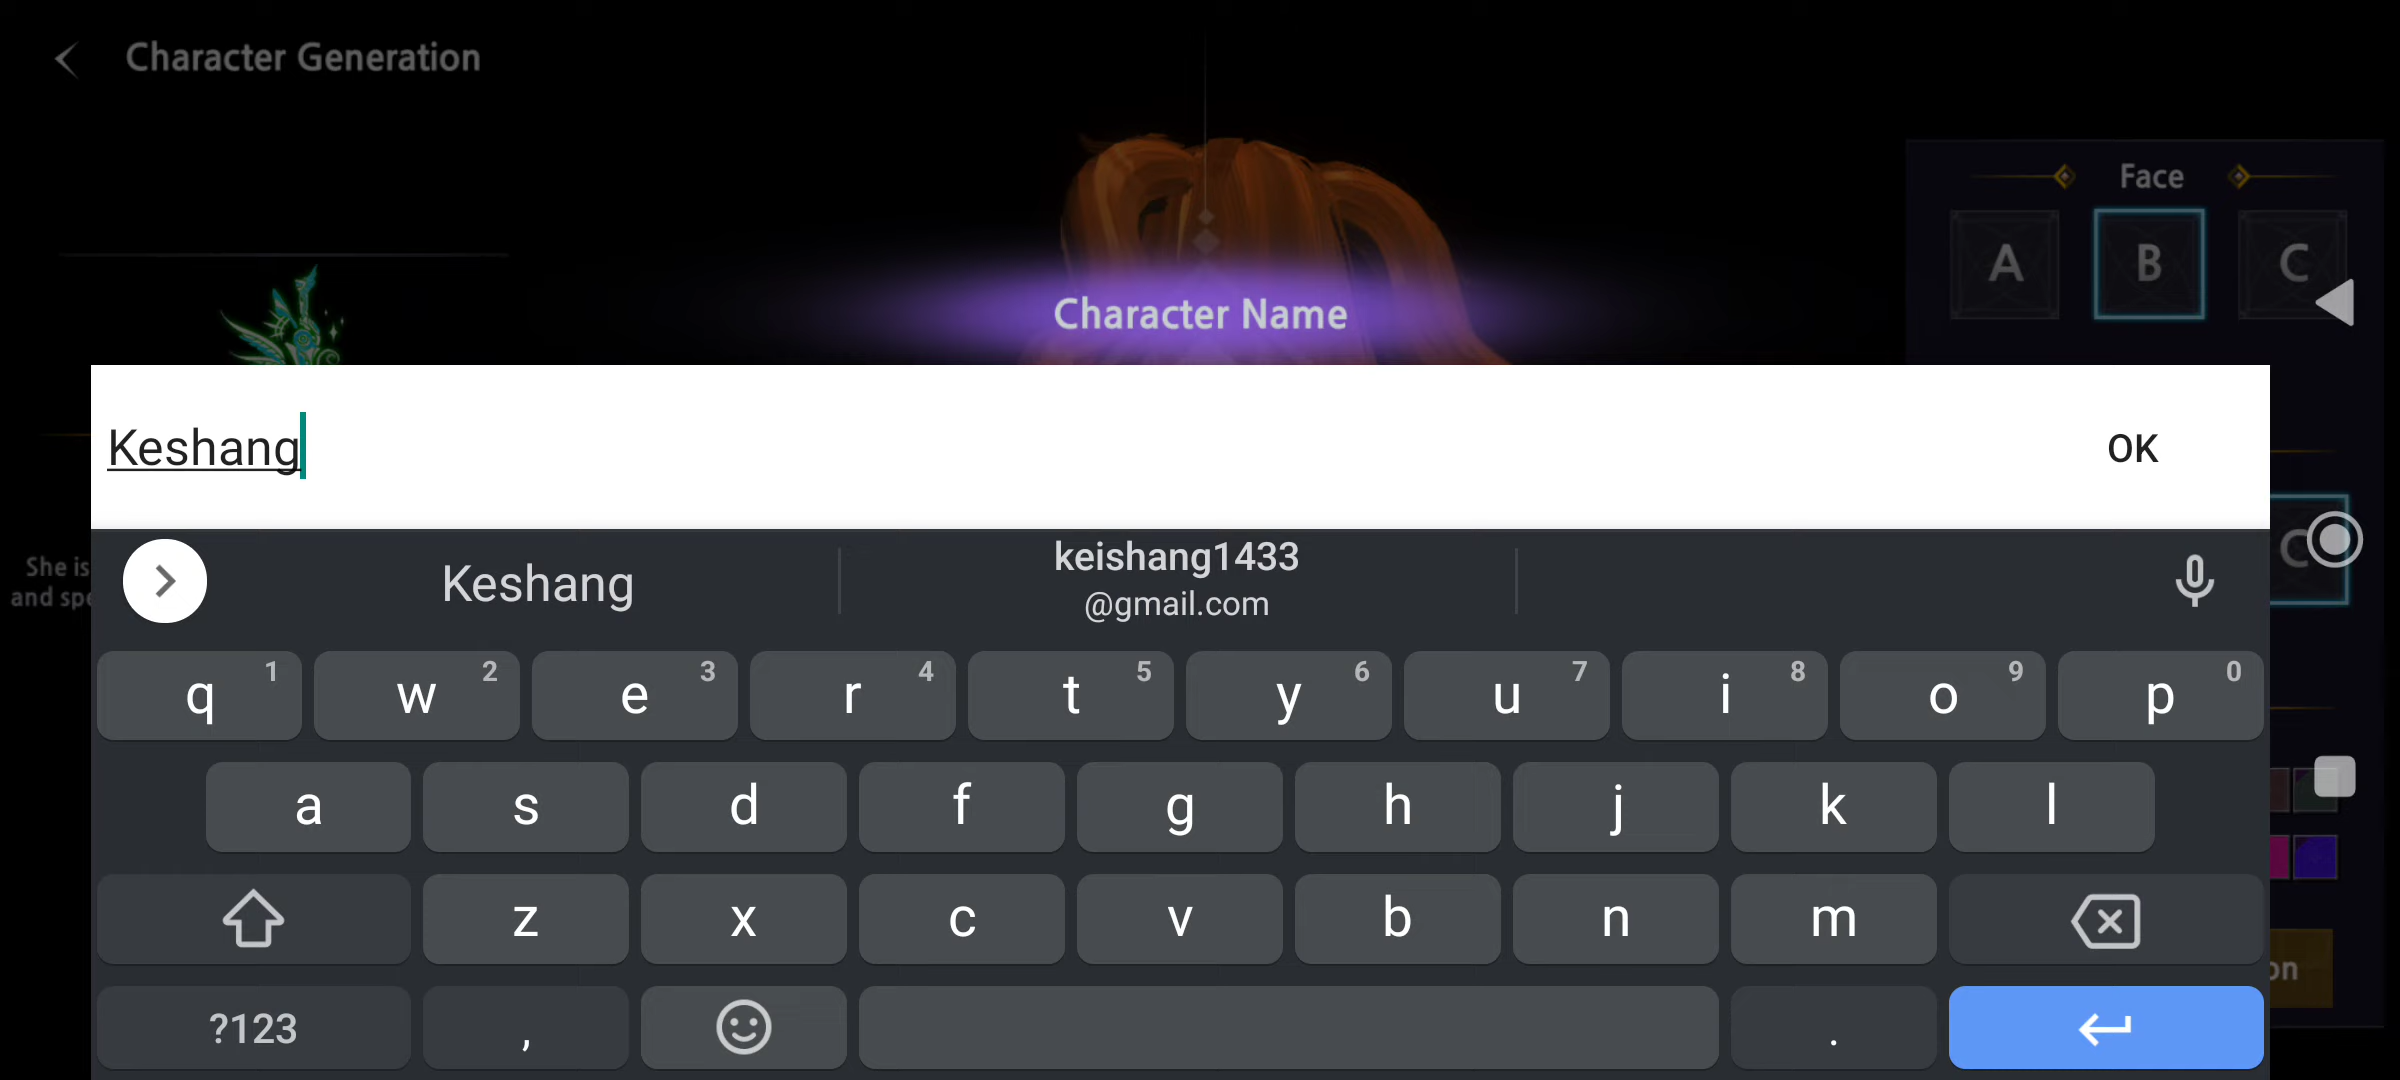 Character Generation
Face
A B C
Character Name
Keshang
OK
She is
and spe
C
Keshang
keishang1433
@gmail.com
q 1 w 2 e 3 r 4 t 5 y 6 u 7 i 8 o 9 p 0
a s d f g h j k l
z x c v b n m
on
?123 , .